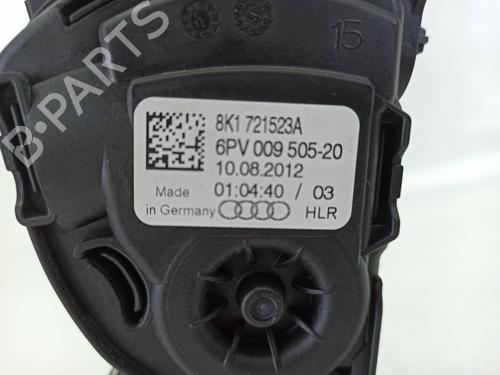 B-PARTS
15
8K1 721523A
6PV 009 505-20
10.08.2012
Made 01:04:40 / 03
in Germany HLR